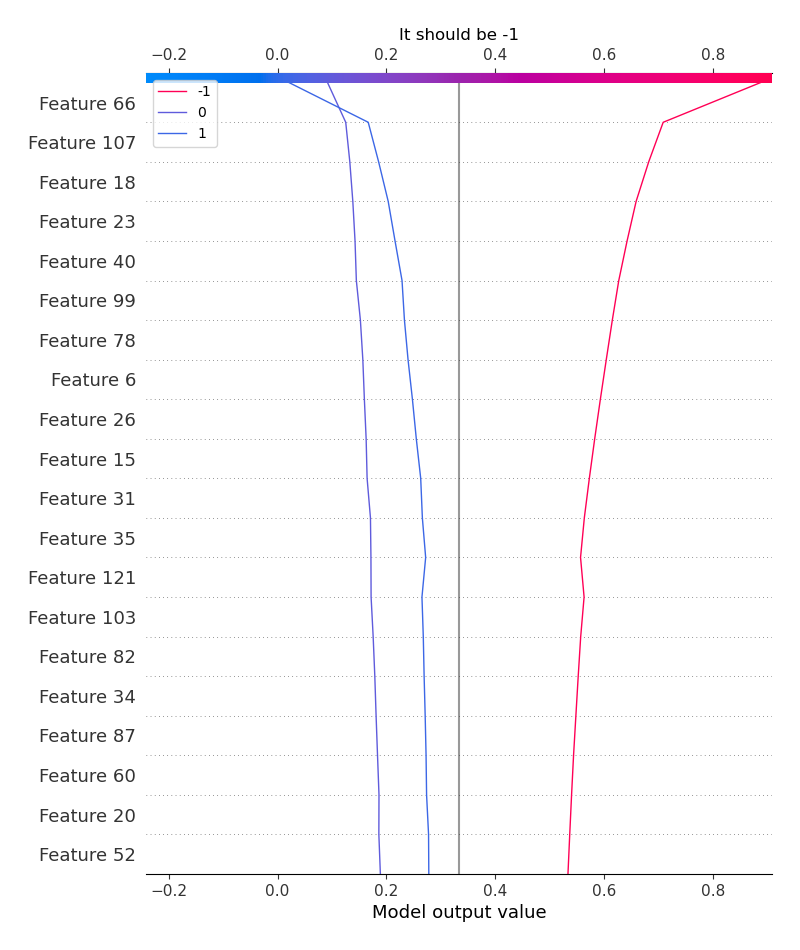 It should be -1
−0.2 0.0 0.2 0.4 0.6 0.8
-1
0
1
Feature 66
Feature 107
Feature 18
Feature 23
Feature 40
Feature 99
Feature 78
Feature 6
Feature 26
Feature 15
Feature 31
Feature 35
Feature 121
Feature 103
Feature 82
Feature 34
Feature 87
Feature 60
Feature 20
Feature 52
−0.2 0.0 0.2 0.4 0.6 0.8
Model output value